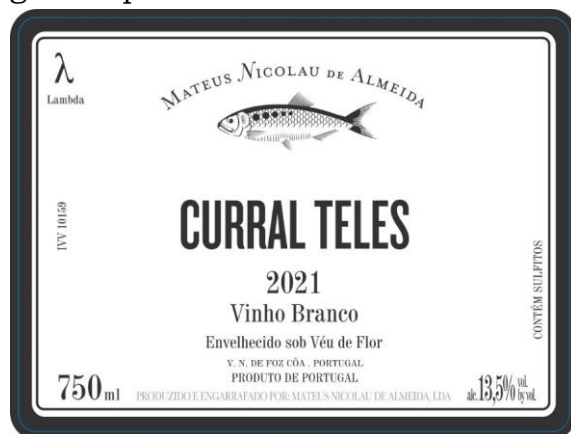 λ
Lambda
MATEUS NICOLAU DE ALMEIDA
CURRAL TELES
2021
Vinho Branco
Envelhecido sob Véu de Flor
V. N. DE FOZ CÔA . PORTUGAL
PRODUTO DE PORTUGAL
750 ml
PRODUZIDO E ENGARRAFADO POR: MATEUS NICOLAU DE ALMEIDA, LDA
alc. 13,5% vol. by vol.
IVV 10159
CONTÉM SULFITOS